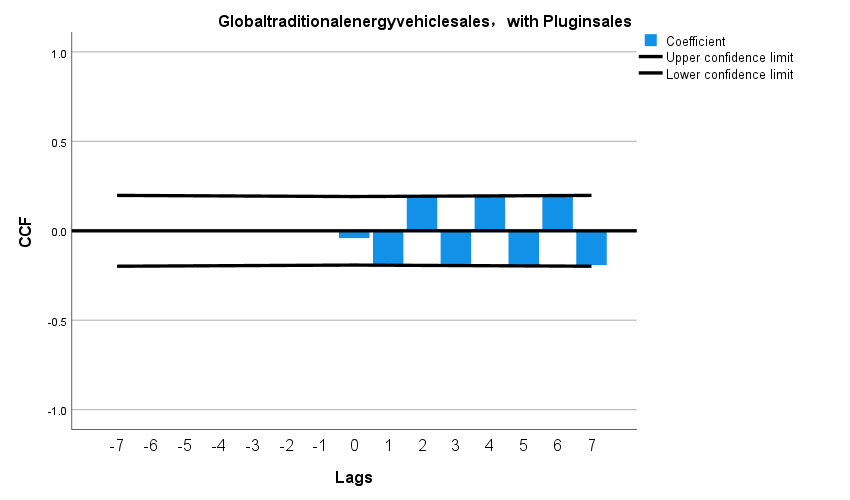 Globaltraditionalenergyvehiclesales，with Pluginsales
Coefficient
Upper confidence limit
Lower confidence limit
1.0
0.5
0.0
-0.5
-1.0
CCF
-7 -6 -5 -4 -3 -2 -1 0 1 2 3 4 5 6 7
Lags